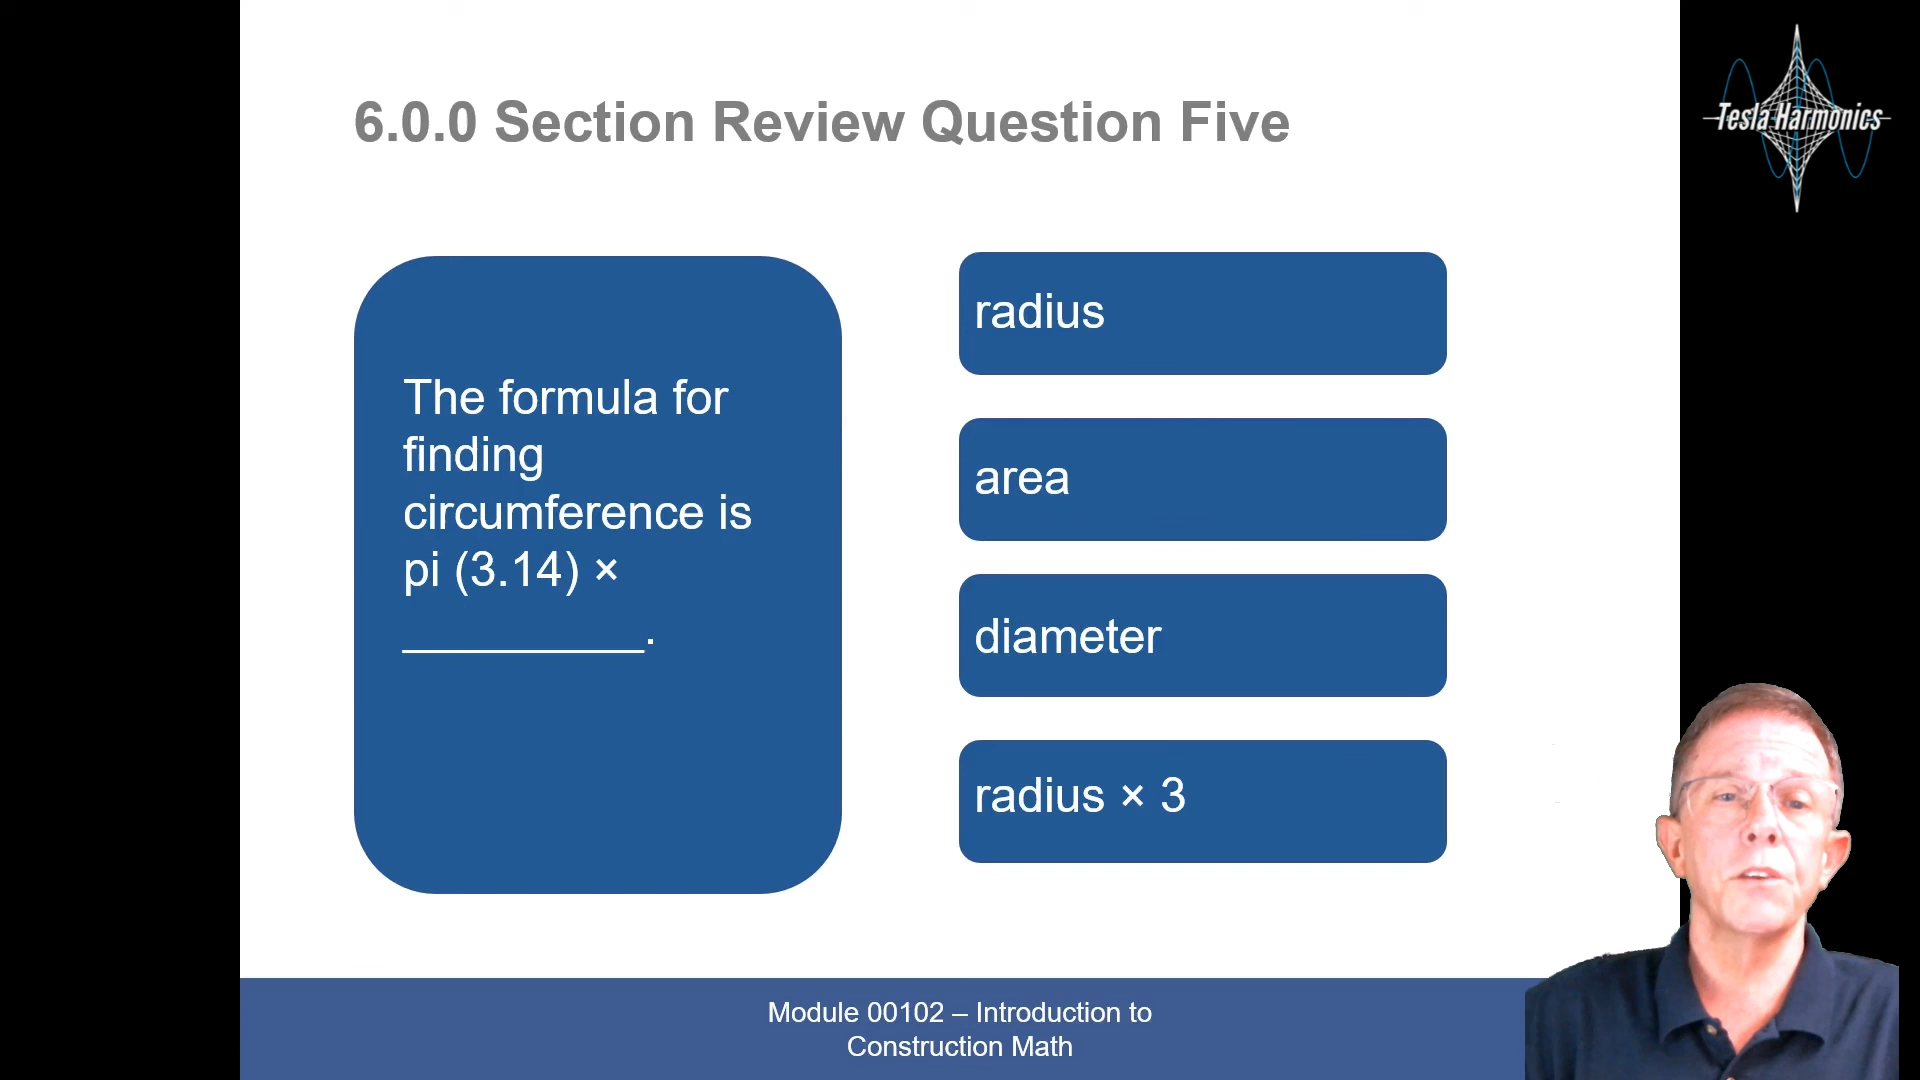 6.0.0 Section Review Question Five
Tesla Harmonics
The formula for
finding
circumference is
pi (3.14) ×
__________.
radius
area
diameter
radius × 3
Module 00102 – Introduction to
Construction Math